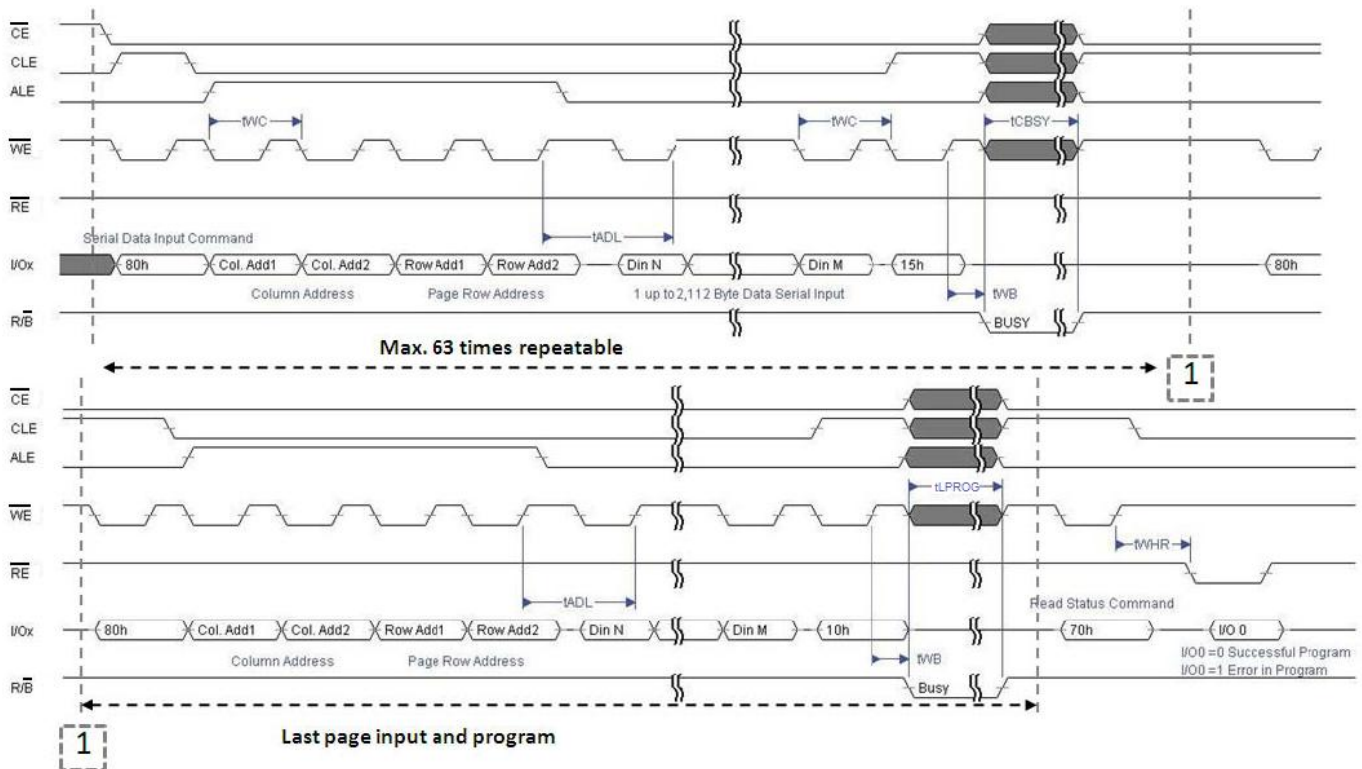 CE
CLE
ALE
tWC
tWC
tCBSY
WE
RE
tADL
Serial Data Input Command
I/Ox
80h
Col. Add1
Col. Add2
Row Add1
Row Add2
Din N
Din M
15h
80h
Column Address
Page Row Address
1 up to 2,112 Byte Data Serial Input
tWB
R/B
BUSY
Max. 63 times repeatable
1
CE
CLE
ALE
tLPROG
WE
tWHR
RE
tADL
Read Status Command
I/Ox
80h
Col. Add1
Col. Add2
Row Add1
Row Add2
Din N
Din M
10h
70h
I/O 0
Column Address
Page Row Address
tWB
I/O0 =0 Successful Program
I/O0 =1 Error in Program
R/B
Busy
1
Last page input and program